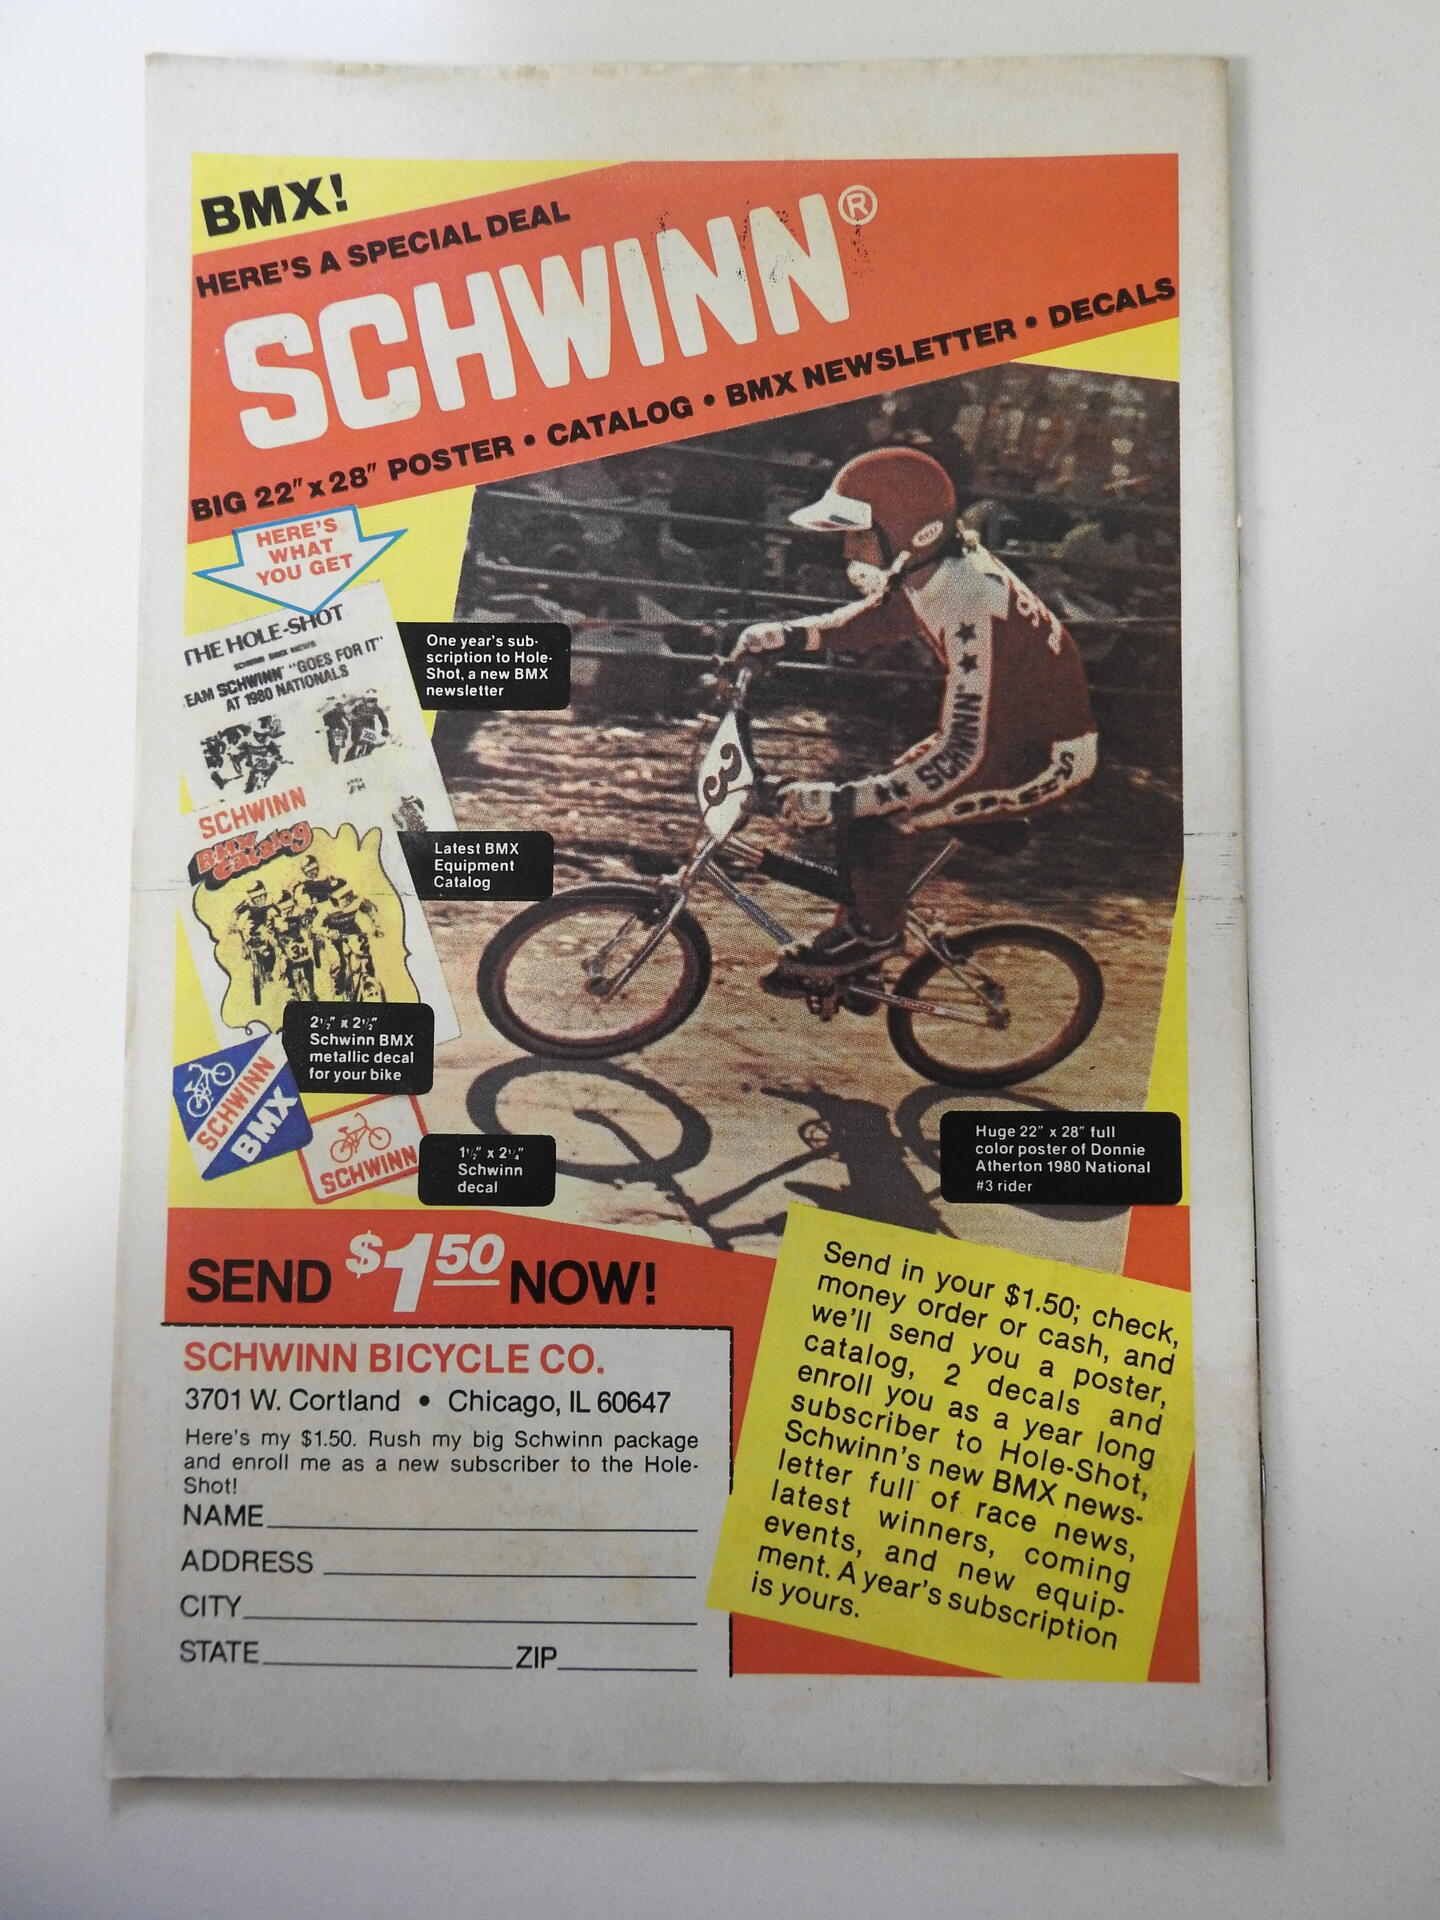 BMX!
HERE'S A SPECIAL DEAL
SCHWINN®
BIG 22" x 28" POSTER • CATALOG • BMX NEWSLETTER • DECALS
HERE'S
WHAT
YOU GET
THE HOLE-SHOT
SCHWINN BMX NEWS
EAM SCHWINN "GOES FOR IT"
AT 1980 NATIONALS
One year's sub-
scription to Hole-
Shot, a new BMX
newsletter
SCHWINN
BMX
Catalog
Latest BMX
Equipment
Catalog
2½" x 2½"
Schwinn BMX
metallic decal
for your bike
SCHWINN
BMX
SCHWINN
1½" x 2¼"
Schwinn
decal
3
SCHWINN
Huge 22" x 28" full
color poster of Donnie
Atherton 1980 National
#3 rider
SEND $1.50 NOW!
SCHWINN BICYCLE CO.
3701 W. Cortland • Chicago, IL 60647
Here's my $1.50. Rush my big Schwinn package
and enroll me as a new subscriber to the Hole-
Shot!
NAME
ADDRESS
CITY
STATE ZIP
Send in your $1.50; check,
money order or cash, and
we'll send you a poster,
catalog, 2 decals and
enroll you as a year long
subscriber to Hole-Shot,
Schwinn's new BMX news-
letter full of race news,
latest winners, coming
events, and new equip-
ment. A year's subscription
is yours.